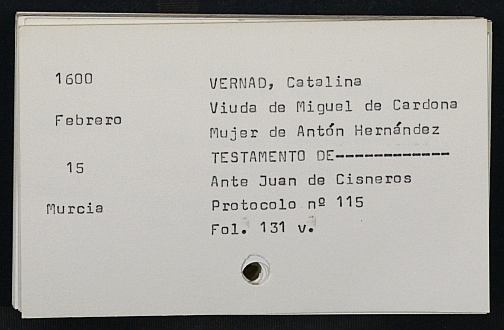 1600
Febrero
15
Murcia
VERNAD, Catalina
Viuda de Miguel de Cardona
Mujer de Antón Hernández
TESTAMENTO DE-------------
Ante Juan de Cisneros
Protocolo nº 115
Fol. 131 v.